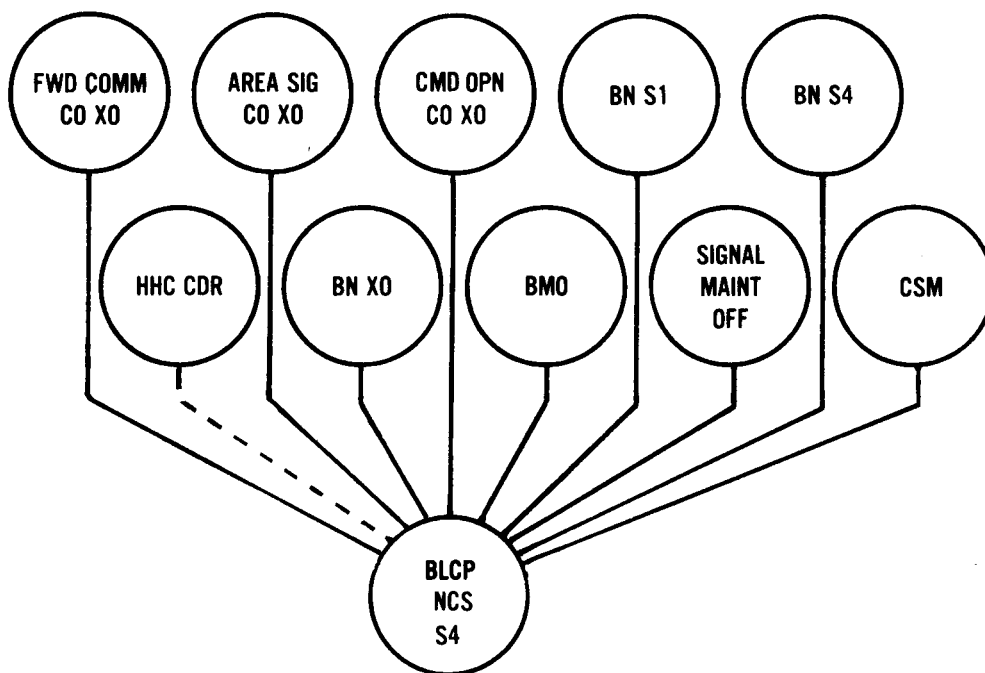 FWD COMM
CO XO
AREA SIG
CO XO
CMD OPN
CO XO
BN S1
BN S4
HHC CDR
BN XO
BMO
SIGNAL
MAINT
OFF
CSM
BLCP
NCS
S4